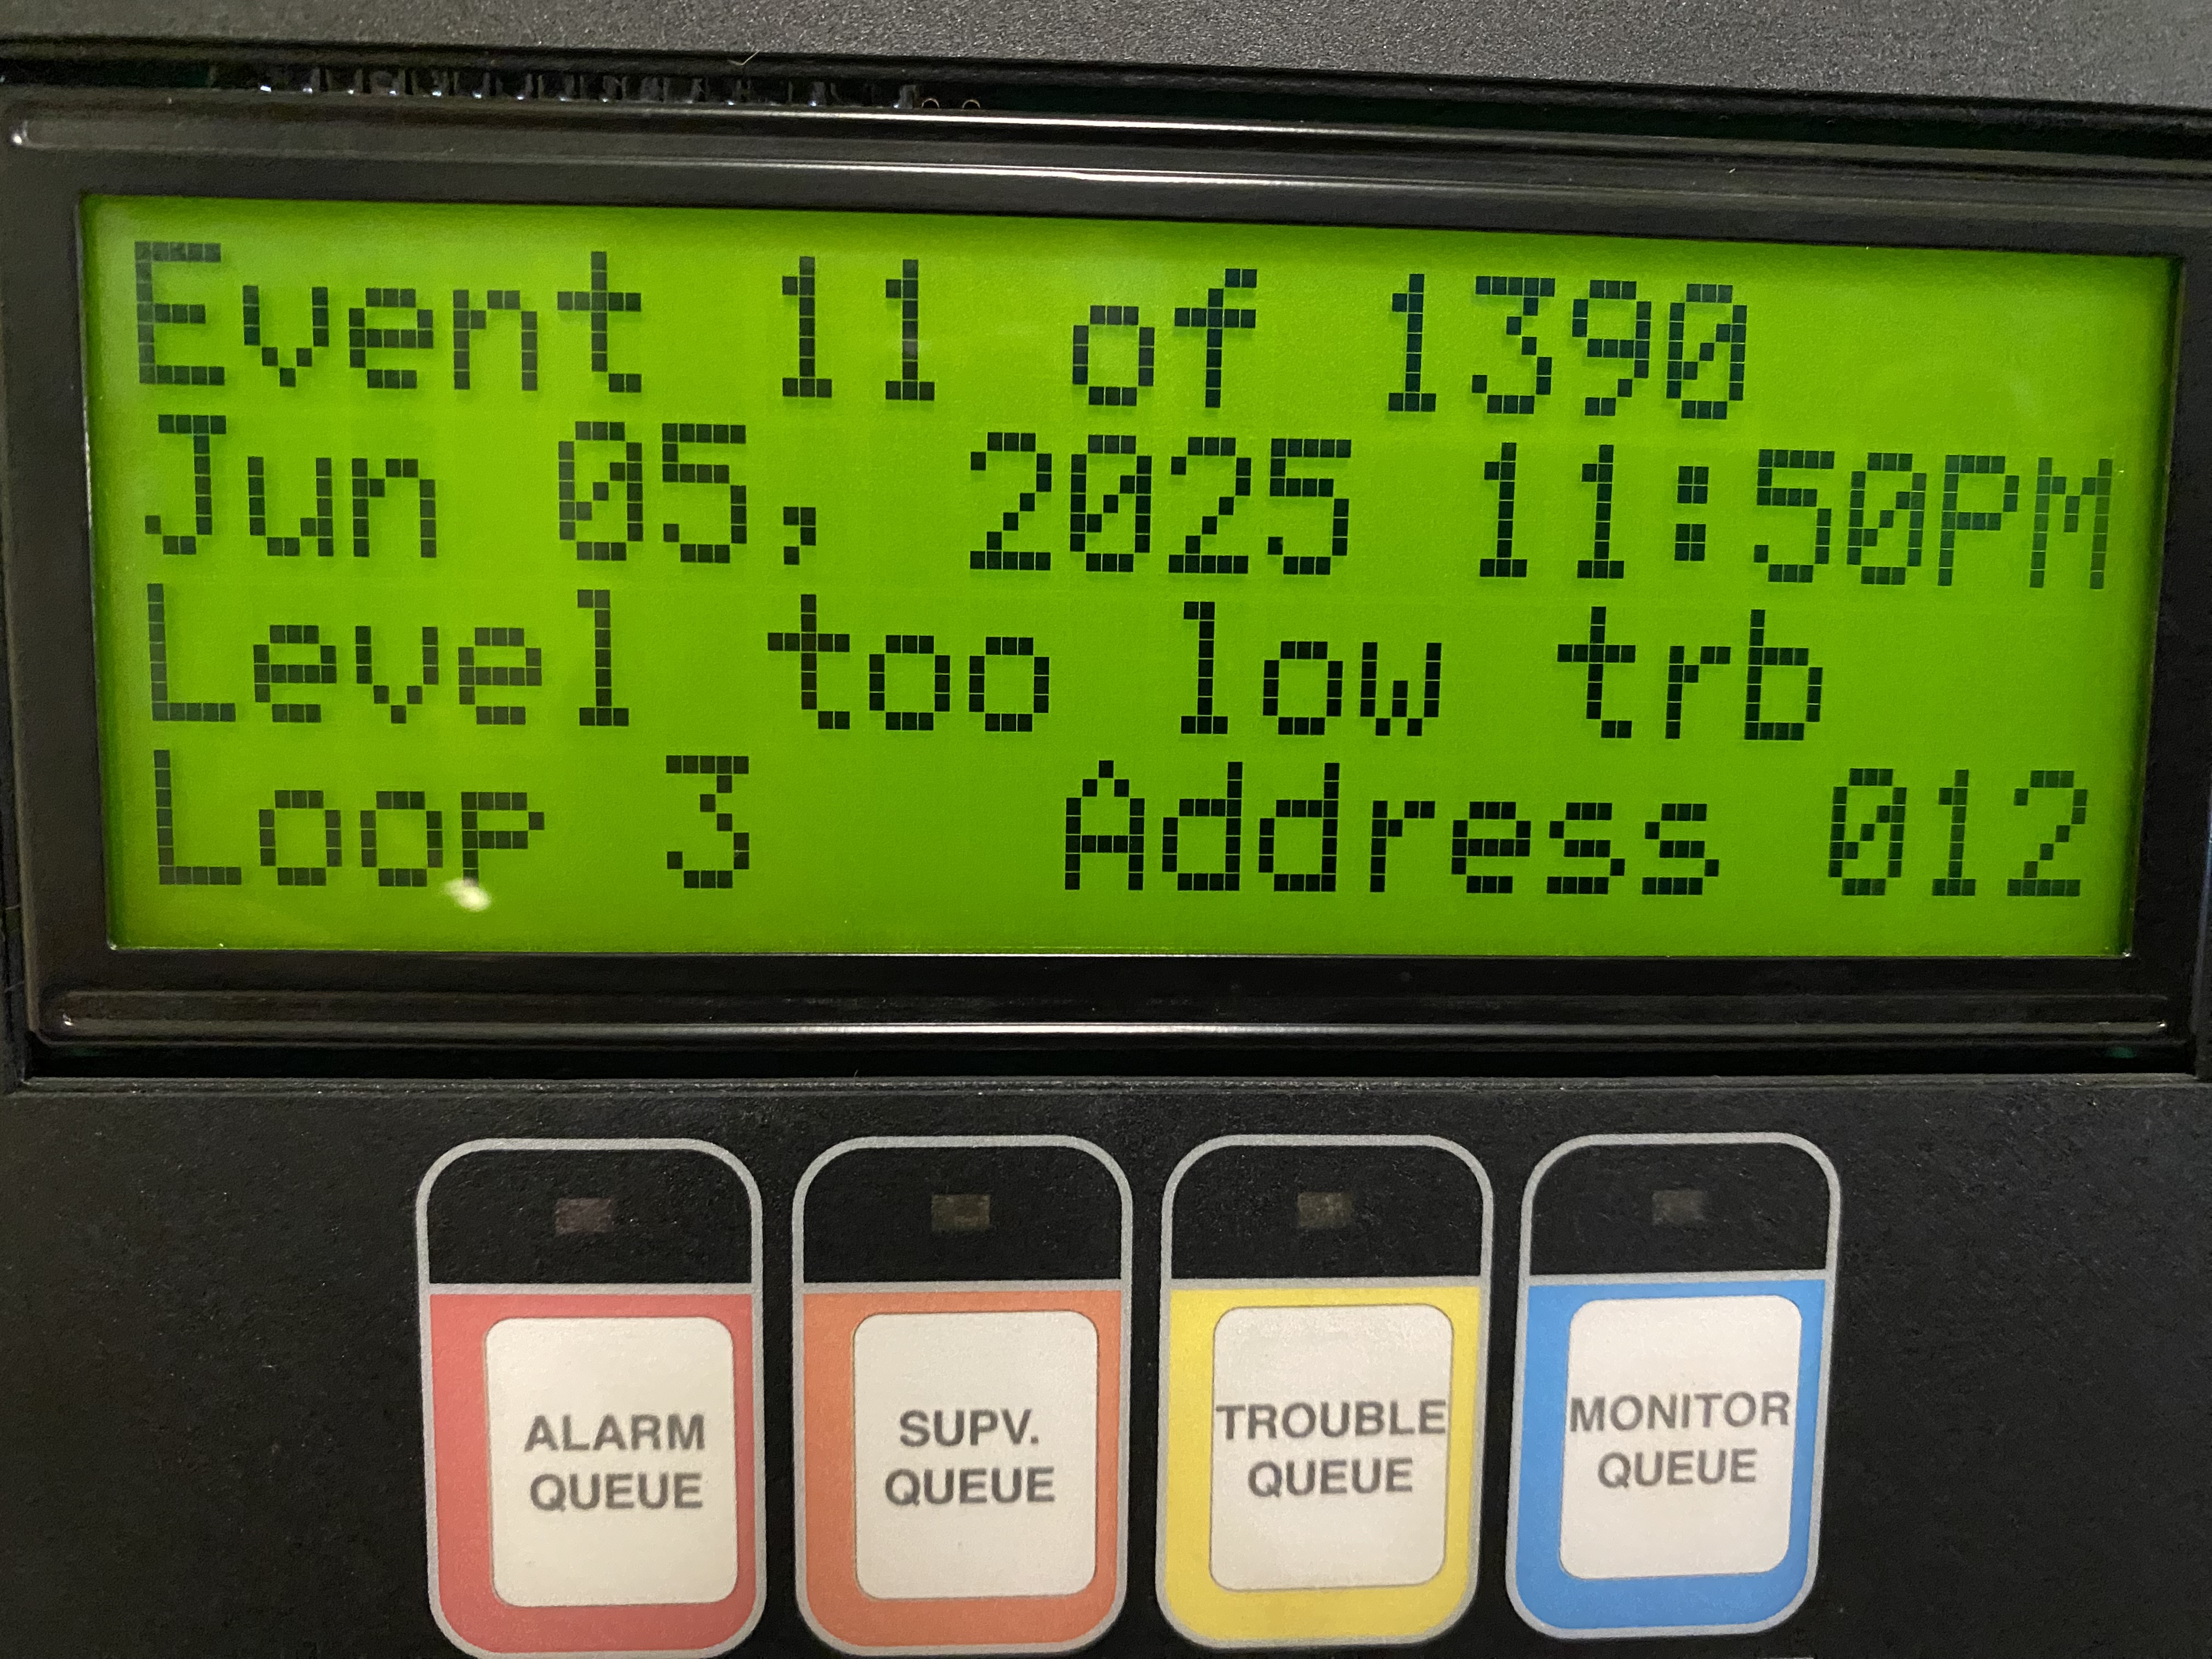 Event 11 of 1390
Jun 05, 2025 11:50PM
Level too low trb
Loop 3 Address 012
ALARM QUEUE
SUPV. QUEUE
TROUBLE QUEUE
MONITOR QUEUE